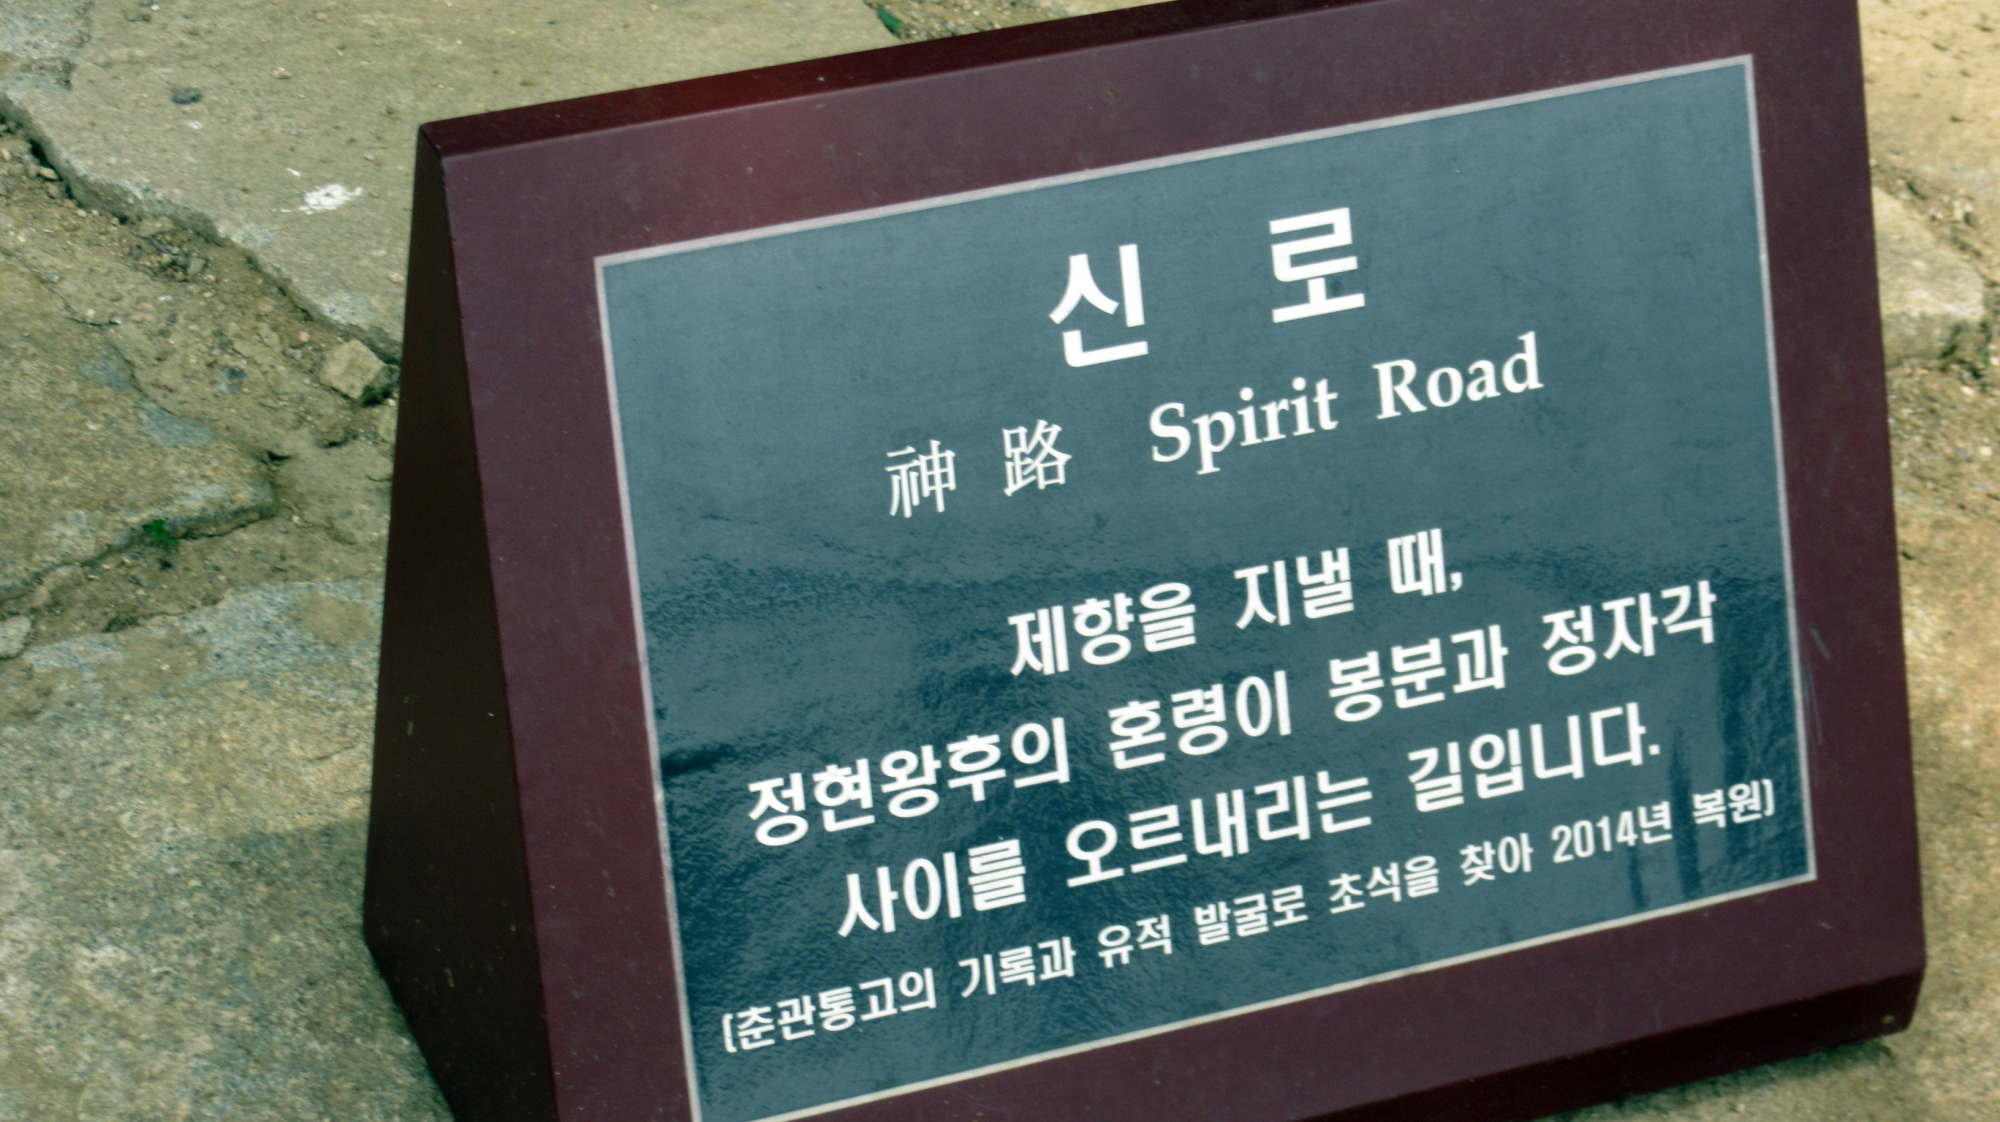 신 로
神 路 Spirit Road
제향을 지낼 때,
정현왕후의 혼령이 봉분과 정자각
사이를 오르내리는 길입니다.
(춘관통고의 기록과 유적 발굴로 초석을 찾아 2014년 복원)